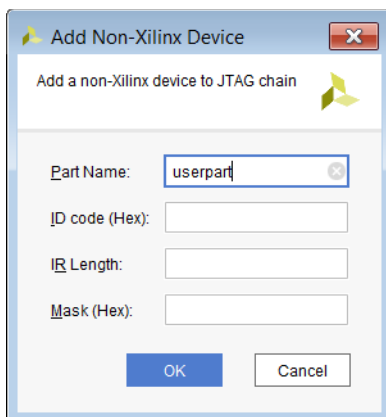 Add Non-Xilinx Device
Add a non-Xilinx device to JTAG chain
Part Name: userpart
ID code (Hex):
IR Length:
Mask (Hex):
OK Cancel